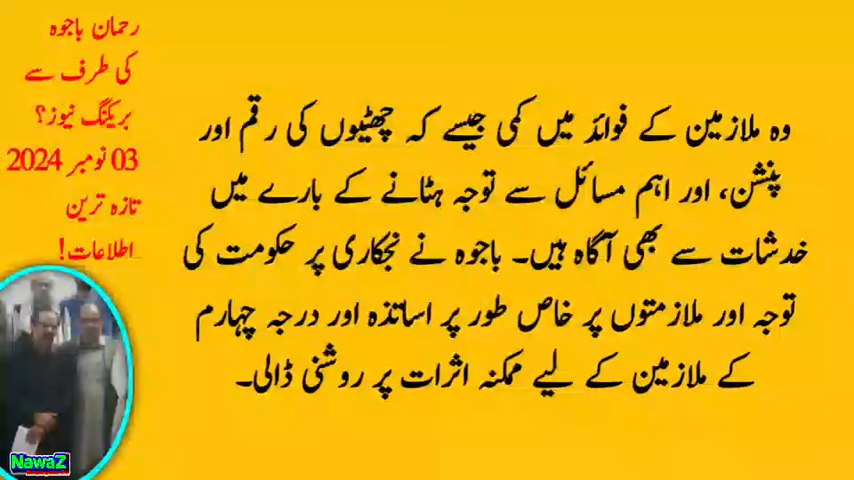 رحمان باجوہ
کی طرف سے
بریکنگ نیوز؟
03 نومبر 2024
تازہ ترین
اطلاعات!
وہ ملازمین کے فوائد میں کمی جیسے کہ چھٹیوں کی رقم اور
پنشن، اور اہم مسائل سے توجہ ہٹانے کے بارے میں
خدشات سے بھی آگاہ ہیں۔ باجوہ نے نجکاری پر حکومت کی
توجہ اور ملازمتوں پر خاص طور پر اساتذہ اور درجہ چہارم
کے ملازمین کے لیے ممکنہ اثرات پر روشنی ڈالی۔
NawaZ